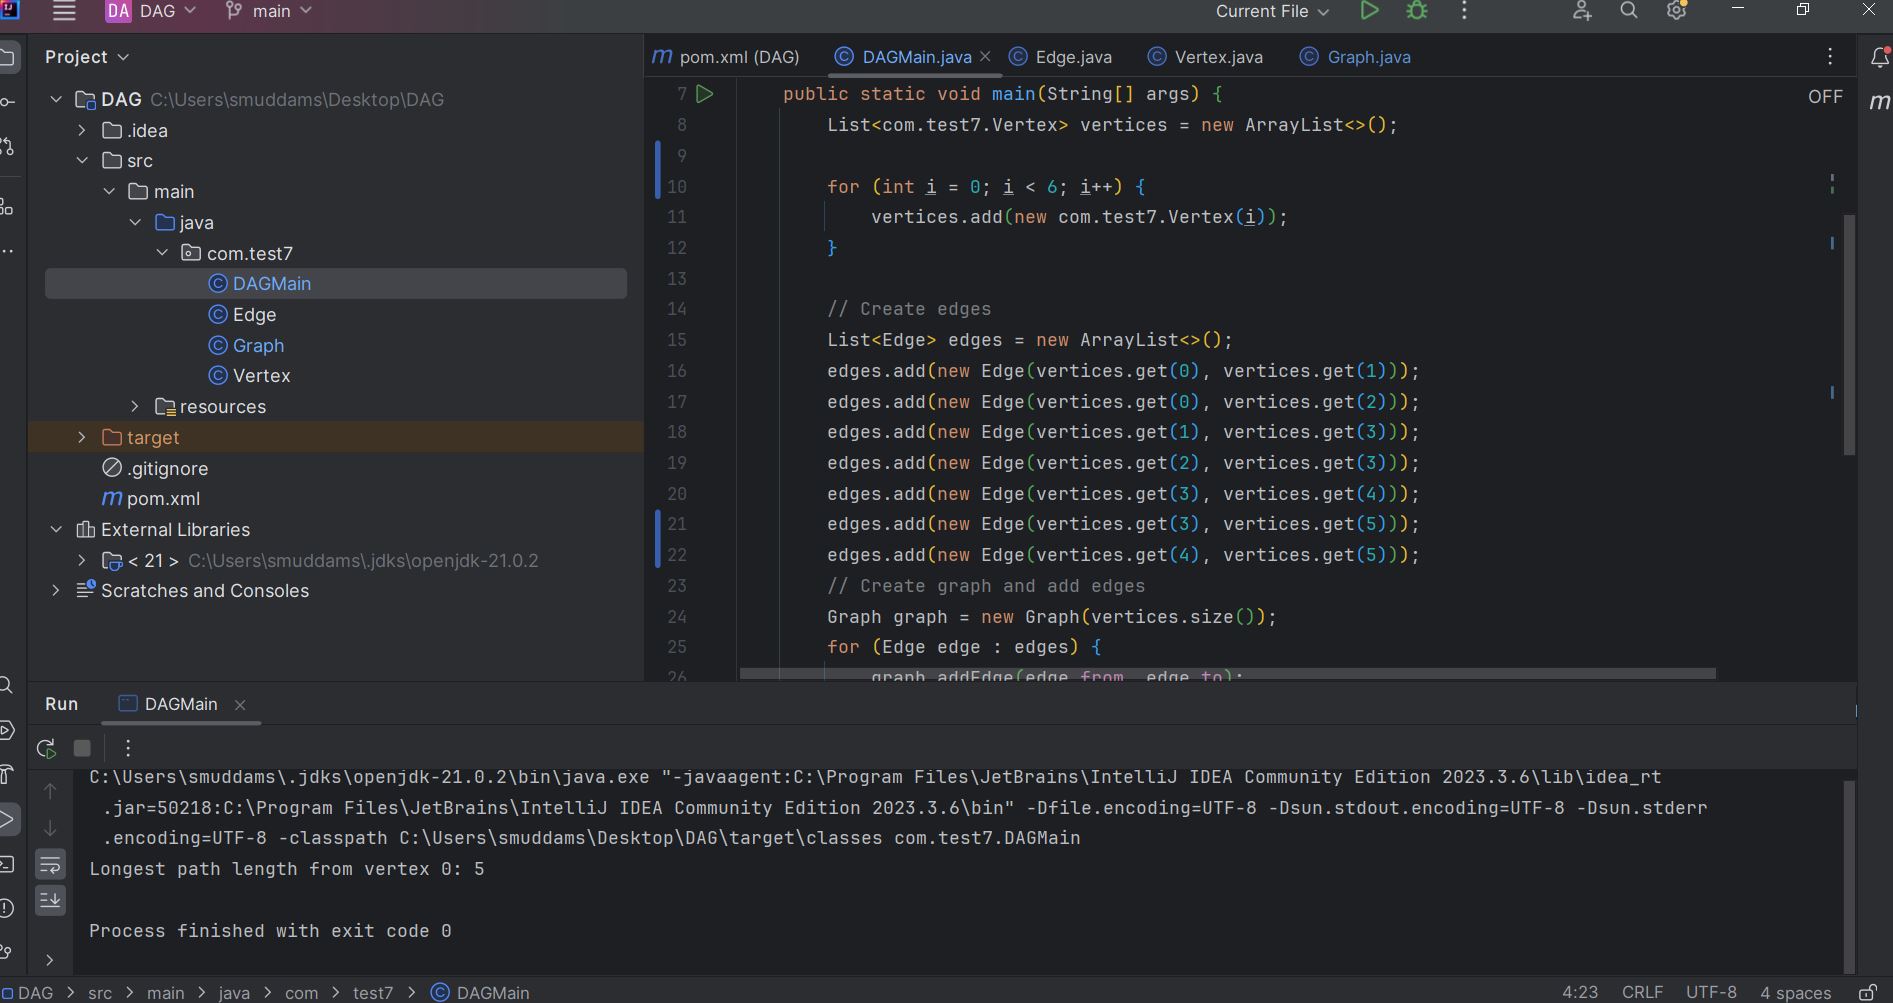 DA DAG main Current File
Project
DAG C:\Users\smuddams\Desktop\DAG
.idea
src
main
java
com.test7
DAGMain
Edge
Graph
Vertex
resources
target
.gitignore
pom.xml
External Libraries
< 21 > C:\Users\smuddams\.jdks\openjdk-21.0.2
Scratches and Consoles
pom.xml (DAG) DAGMain.java Edge.java Vertex.java Graph.java
OFF
7 public static void main(String[] args) {
8 List<com.test7.Vertex> vertices = new ArrayList<>();
9
10 for (int i = 0; i < 6; i++) {
11 vertices.add(new com.test7.Vertex(i));
12 }
13
14 // Create edges
15 List<Edge> edges = new ArrayList<>();
16 edges.add(new Edge(vertices.get(0), vertices.get(1)));
17 edges.add(new Edge(vertices.get(0), vertices.get(2)));
18 edges.add(new Edge(vertices.get(1), vertices.get(3)));
19 edges.add(new Edge(vertices.get(2), vertices.get(3)));
20 edges.add(new Edge(vertices.get(3), vertices.get(4)));
21 edges.add(new Edge(vertices.get(3), vertices.get(5)));
22 edges.add(new Edge(vertices.get(4), vertices.get(5)));
23 // Create graph and add edges
24 Graph graph = new Graph(vertices.size());
25 for (Edge edge : edges) {
26 graph.addEdge(edge.from, edge.to);
Run DAGMain
C:\Users\smuddams\.jdks\openjdk-21.0.2\bin\java.exe "-javaagent:C:\Program Files\JetBrains\IntelliJ IDEA Community Edition 2023.3.6\lib\idea_rt
.jar=50218:C:\Program Files\JetBrains\IntelliJ IDEA Community Edition 2023.3.6\bin" -Dfile.encoding=UTF-8 -Dsun.stdout.encoding=UTF-8 -Dsun.stderr
.encoding=UTF-8 -classpath C:\Users\smuddams\Desktop\DAG\target\classes com.test7.DAGMain
Longest path length from vertex 0: 5
Process finished with exit code 0
DAG > src > main > java > com > test7 > DAGMain 4:23 CRLF UTF-8 4 spaces